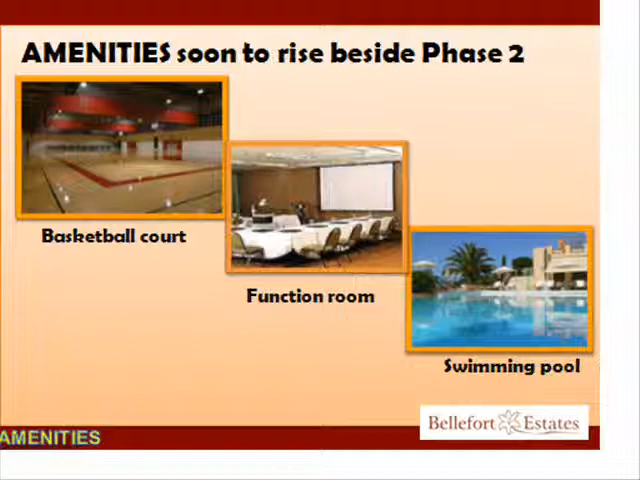 AMENITIES soon to rise beside Phase 2
Basketball court
Function room
Swimming pool
Bellefort Estates
AMENITIES